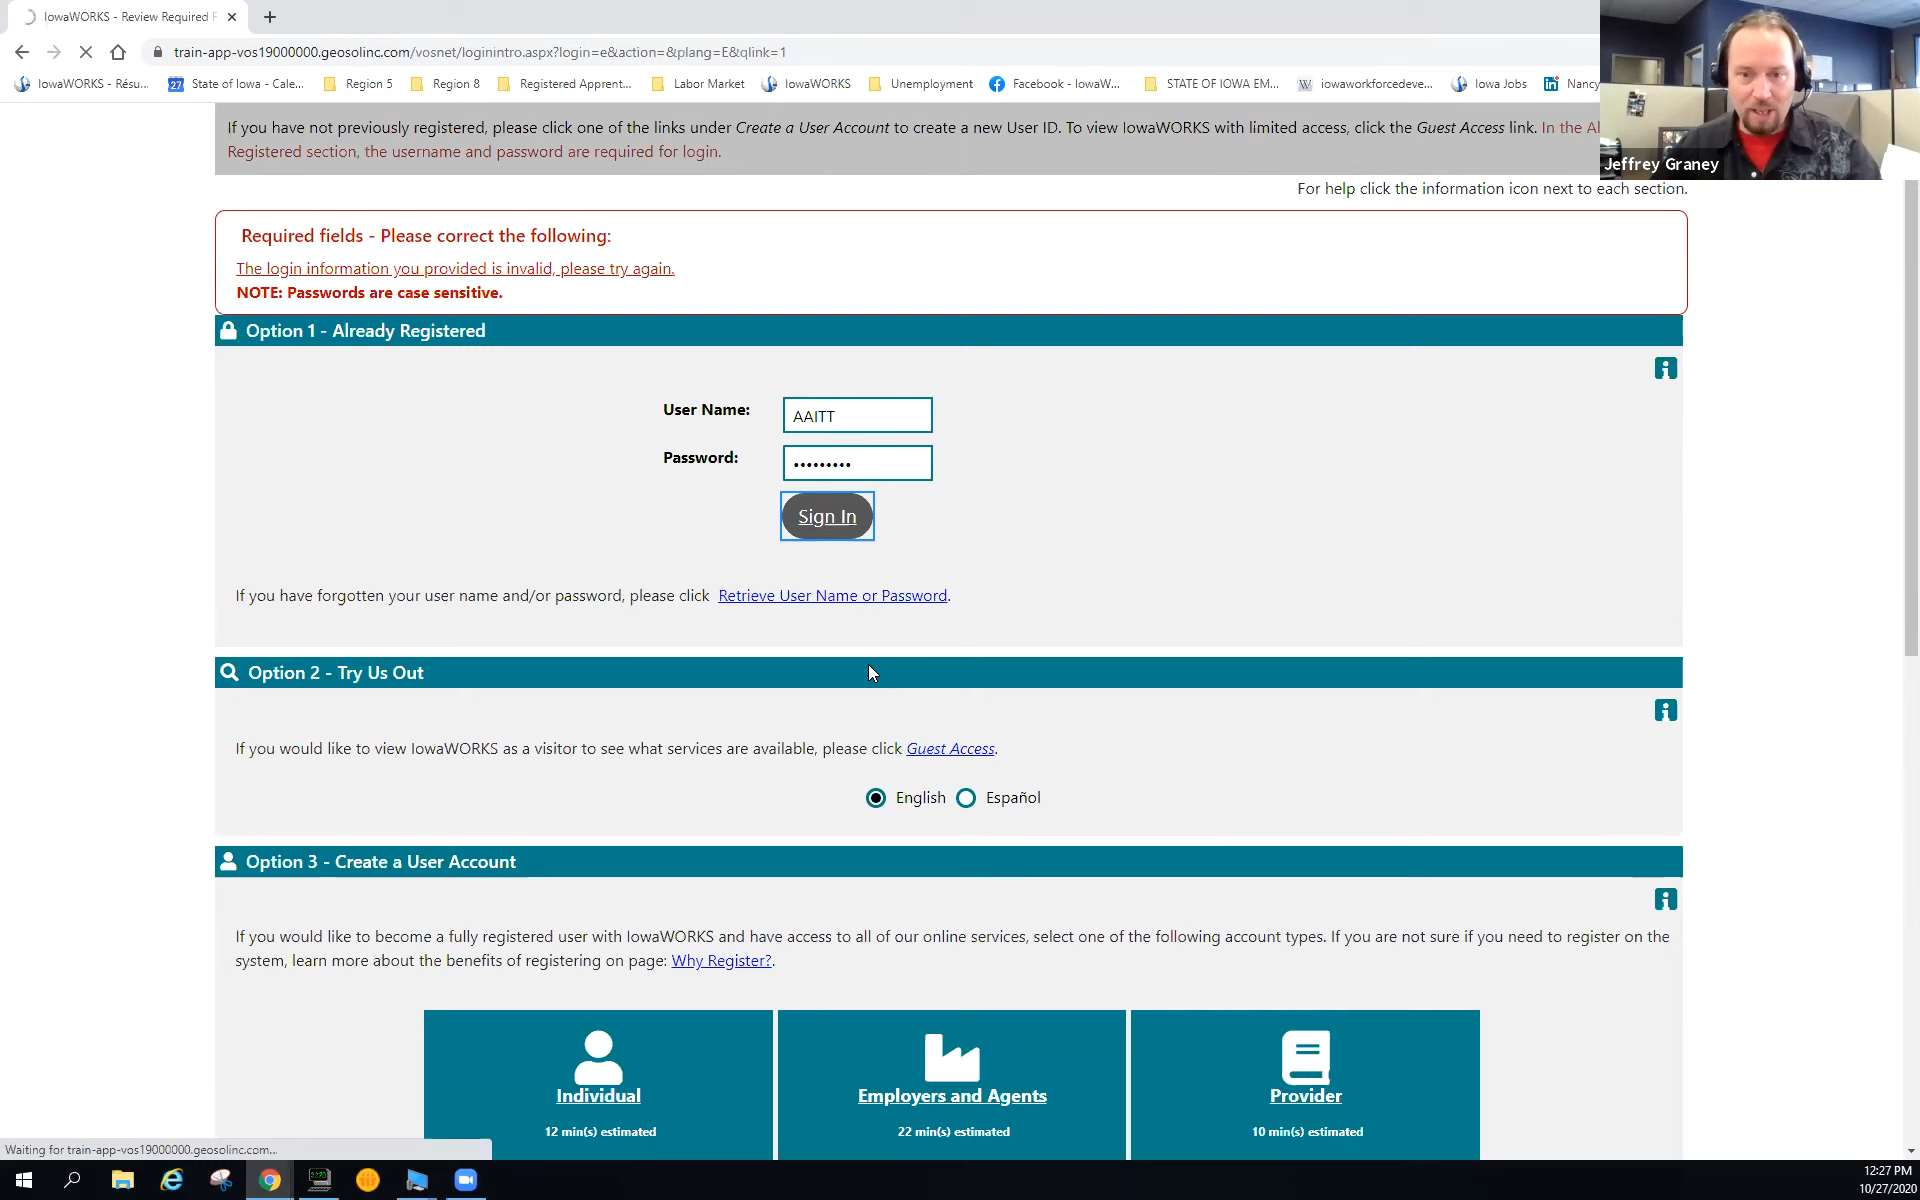 IowaWORKS - Review Required F
train-app-vos19000000.geosolinc.com/vosnet/loginintro.aspx?login=e&action=&plang=E&qlink=1
IowaWORKS - Résu... 27 State of Iowa - Cale... Region 5 Region 8 Registered Apprent... Labor Market IowaWORKS Unemployment Facebook - IowaW... STATE OF IOWA EM... W iowaworkforcedeve... Iowa Jobs in Nancy
If you have not previously registered, please click one of the links under Create a User Account to create a new User ID. To view IowaWORKS with limited access, click the Guest Access link. In the Al
Registered section, the username and password are required for login.
Jeffrey Graney
For help click the information icon next to each section.
Required fields - Please correct the following:
The login information you provided is invalid, please try again.
NOTE: Passwords are case sensitive.
Option 1 - Already Registered
User Name: AAITT
Password: •••••••••
Sign In
If you have forgotten your user name and/or password, please click Retrieve User Name or Password.
Option 2 - Try Us Out
If you would like to view IowaWORKS as a visitor to see what services are available, please click Guest Access.
English Español
Option 3 - Create a User Account
If you would like to become a fully registered user with IowaWORKS and have access to all of our online services, select one of the following account types. If you are not sure if you need to register on the
system, learn more about the benefits of registering on page: Why Register?.
Individual Employers and Agents Provider
12 min(s) estimated 22 min(s) estimated 10 min(s) estimated
Waiting for train-app-vos19000000.geosolinc.com...
12:27 PM
10/27/2020